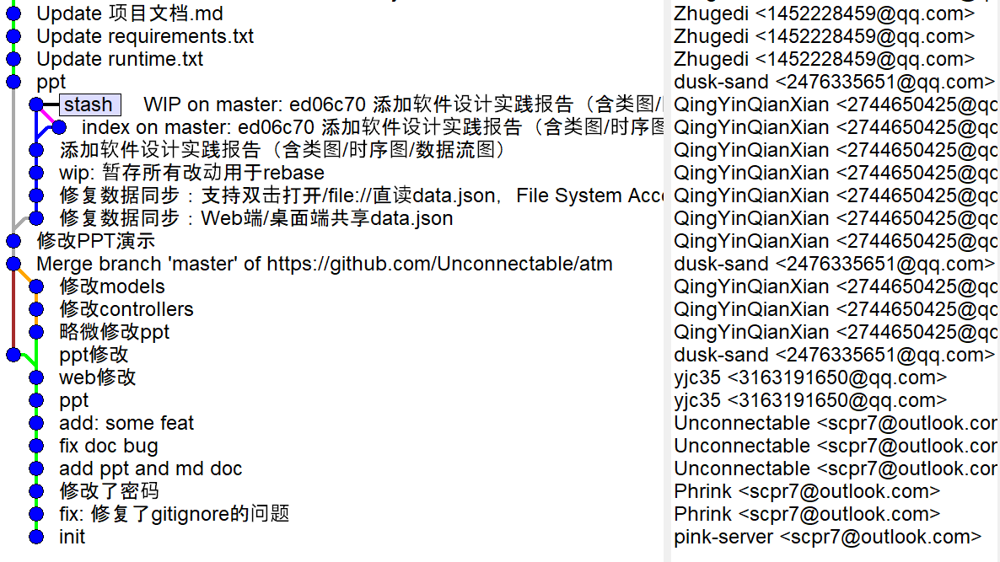 Update 项目文档.md Zhugedi <1452228459@qq.com>
Update requirements.txt Zhugedi <1452228459@qq.com>
Update runtime.txt Zhugedi <1452228459@qq.com>
ppt dusk-sand <2476335651@qq.com>
stash WIP on master: ed06c70 添加软件设计实践报告（含类图/ QingYinQianXian <2744650425@qc
index on master: ed06c70 添加软件设计实践报告（含类图/时序图 QingYinQianXian <2744650425@qc
添加软件设计实践报告（含类图/时序图/数据流图） QingYinQianXian <2744650425@qc
wip: 暂存所有改动用于rebase QingYinQianXian <2744650425@qc
修复数据同步：支持双击打开/file://直读data.json，File System Acc QingYinQianXian <2744650425@qc
修复数据同步：Web端/桌面端共享data.json QingYinQianXian <2744650425@qc
修改PPT演示 QingYinQianXian <2744650425@qc
Merge branch 'master' of https://github.com/Unconnectable/atm dusk-sand <2476335651@qq.com>
修改models QingYinQianXian <2744650425@qc
修改controllers QingYinQianXian <2744650425@qc
略微修改ppt QingYinQianXian <2744650425@qc
ppt修改 dusk-sand <2476335651@qq.com>
web修改 yjc35 <3163191650@qq.com>
ppt yjc35 <3163191650@qq.com>
add: some feat Unconnectable <scpr7@outlook.cor
fix doc bug Unconnectable <scpr7@outlook.cor
add ppt and md doc Unconnectable <scpr7@outlook.cor
修改了密码 Phrink <scpr7@outlook.com>
fix: 修复了gitignore的问题 Phrink <scpr7@outlook.com>
init pink-server <scpr7@outlook.com>